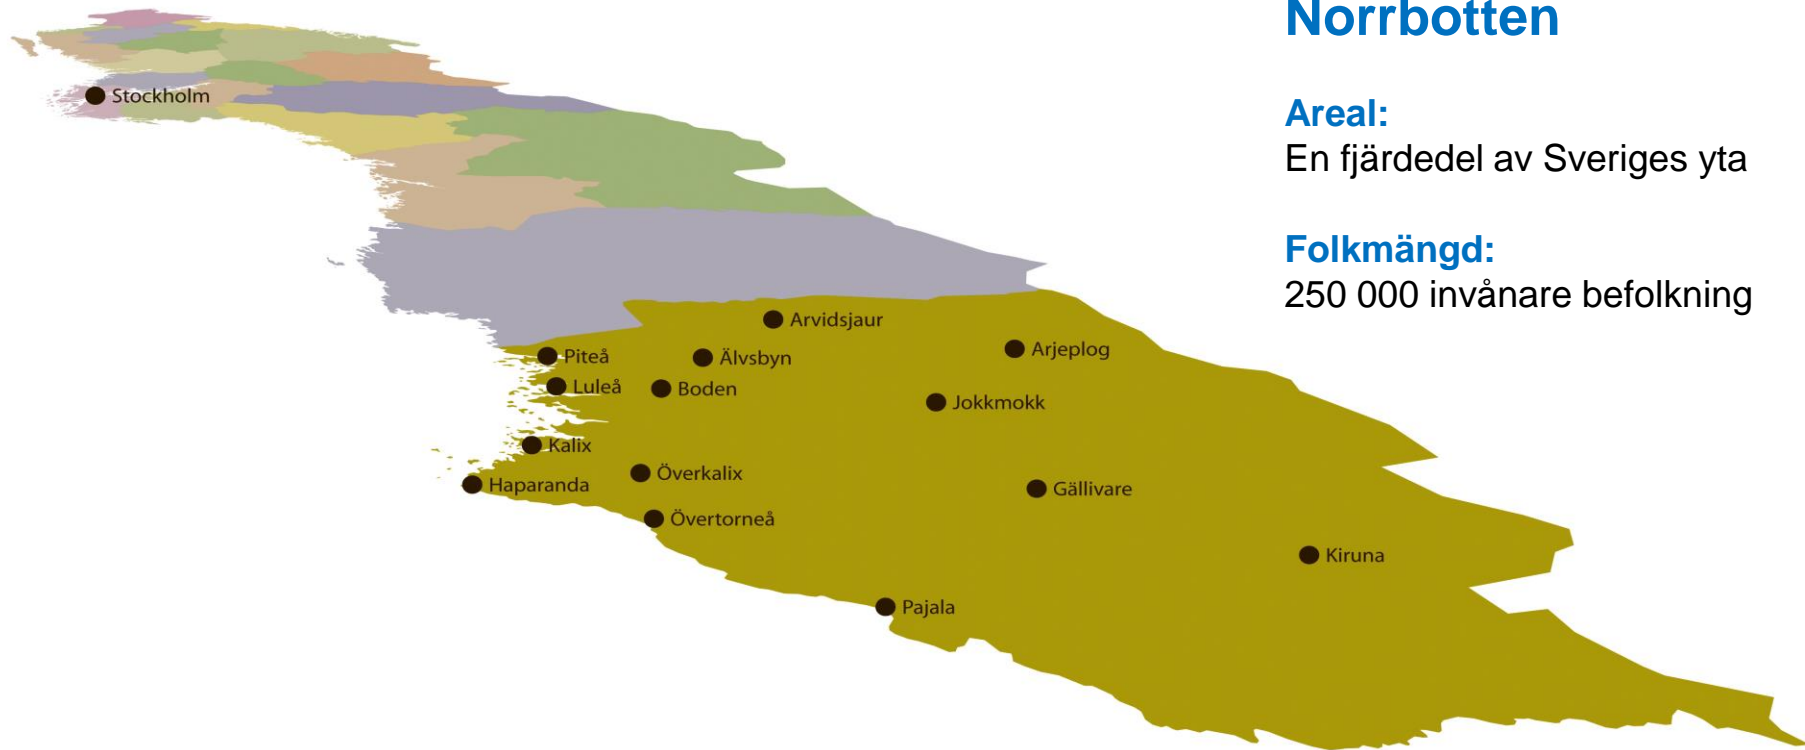 Norrbotten
Areal:
En fjärdedel av Sveriges yta
Folkmängd:
250 000 invånare befolkning
Stockholm
Arvidsjaur
Piteå
Älvsbyn
Arjeplog
Luleå
Boden
Jokkmokk
Kalix
Överkalix
Haparanda
Gällivare
Övertorneå
Kiruna
Pajala